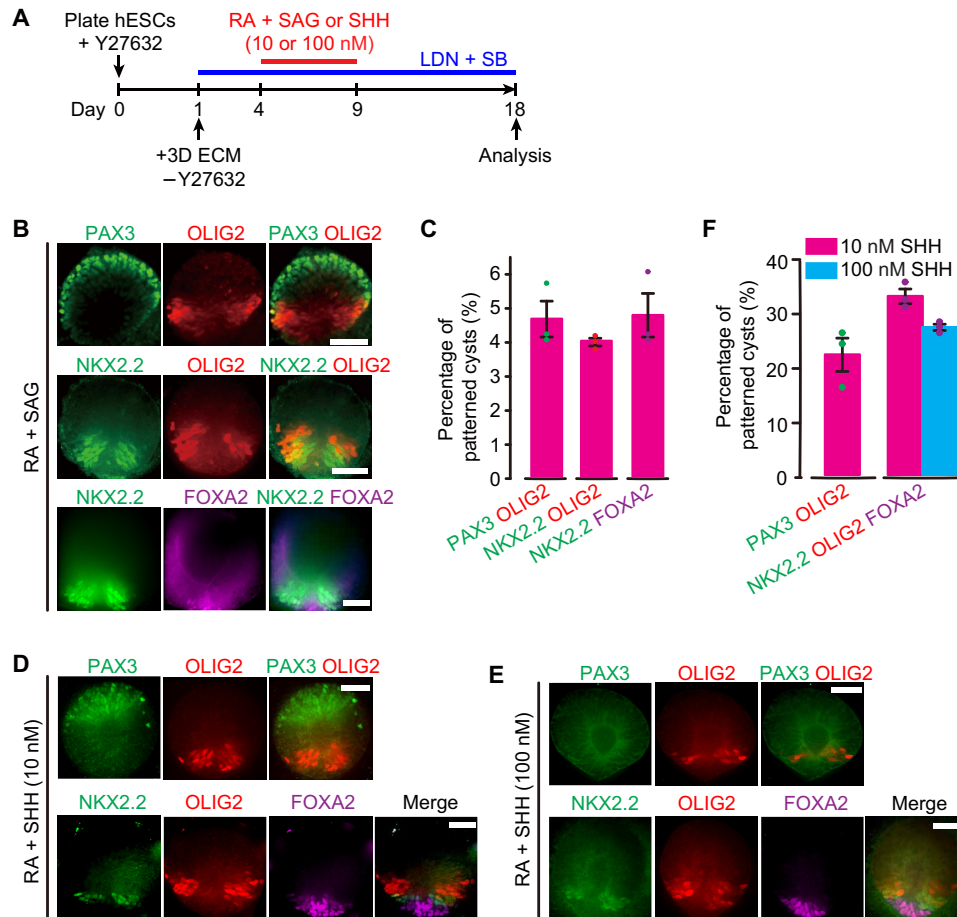 A
Plate hESCs
+ Y27632
RA + SAG or SHH
(10 or 100 nM)
LDN + SB
Day 0 1 4 9 18
+3D ECM
−Y27632
Analysis
B
RA + SAG
PAX3 OLIG2 PAX3 OLIG2
NKX2.2 OLIG2 NKX2.2 OLIG2
NKX2.2 FOXA2 NKX2.2 FOXA2
C
Percentage of
patterned cysts (%)
6
5
4
3
2
1
0
PAX3 OLIG2
NKX2.2 OLIG2
NKX2.2 FOXA2
F
10 nM SHH
100 nM SHH
Percentage of
patterned cysts (%)
40
30
20
10
0
PAX3 OLIG2
NKX2.2 OLIG2 FOXA2
D
RA + SHH (10 nM)
PAX3 OLIG2 PAX3 OLIG2
NKX2.2 OLIG2 FOXA2 Merge
E
RA + SHH (100 nM)
PAX3 OLIG2 PAX3 OLIG2
NKX2.2 OLIG2 FOXA2 Merge